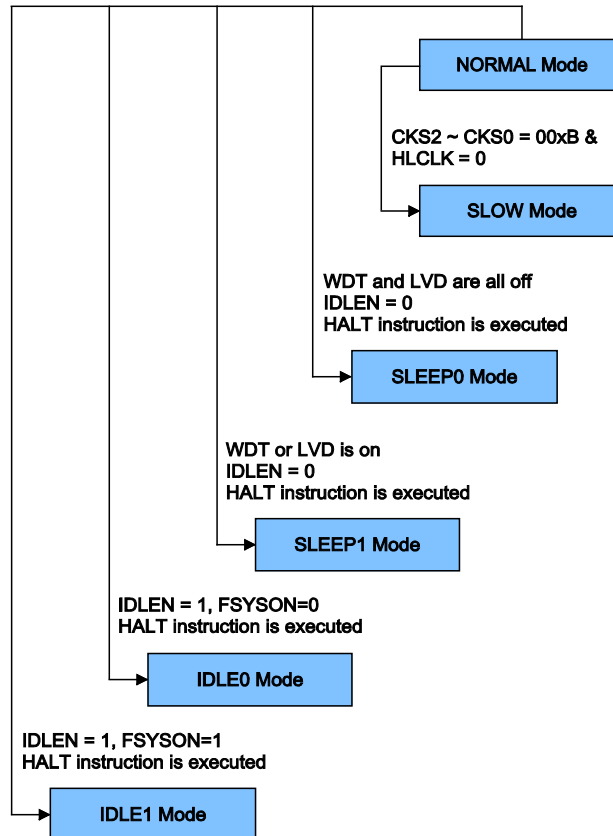 NORMAL Mode
CKS2 ~ CKS0 = 00xB &
HLCLK = 0
SLOW Mode
WDT and LVD are all off
IDLEN = 0
HALT instruction is executed
SLEEP0 Mode
WDT or LVD is on
IDLEN = 0
HALT instruction is executed
SLEEP1 Mode
IDLEN = 1, FSYSON=0
HALT instruction is executed
IDLE0 Mode
IDLEN = 1, FSYSON=1
HALT instruction is executed
IDLE1 Mode